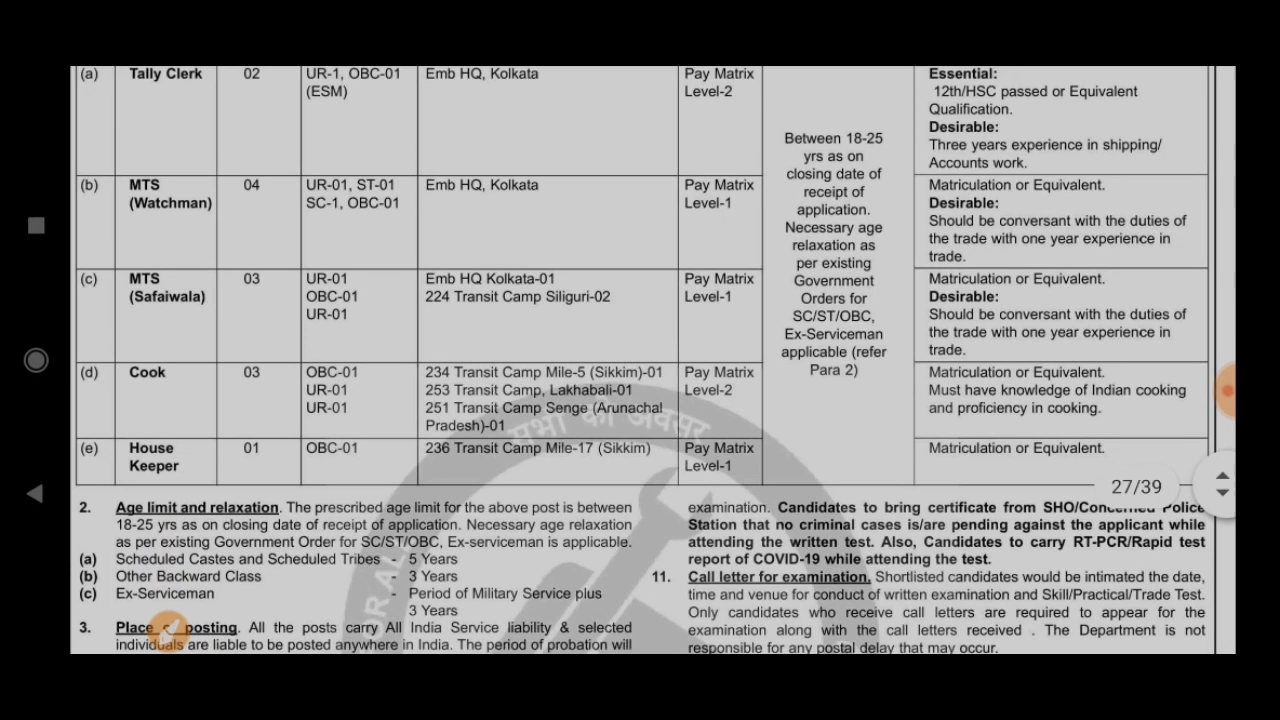 (a) Tally Clerk 02 UR-1, OBC-01 Emb HQ, Kolkata Pay Matrix Essential:
(ESM) Level-2 12th/HSC passed or Equivalent
Qualification.
Desirable:
Three years experience in shipping/
Accounts work.
Between 18-25
yrs as on
closing date of
receipt of
application.
Necessary age
relaxation as
per existing
Government
Orders for
SC/ST/OBC,
Ex-Serviceman
applicable (refer
Para 2)
(b) MTS 04 UR-01, ST-01 Emb HQ, Kolkata Pay Matrix Matriculation or Equivalent.
(Watchman) SC-1, OBC-01 Level-1 Desirable:
Should be conversant with the duties of
the trade with one year experience in
trade.
(c) MTS 03 UR-01 Emb HQ Kolkata-01 Pay Matrix Matriculation or Equivalent.
(Safaiwala) OBC-01 224 Transit Camp Siliguri-02 Level-1 Desirable:
UR-01 Should be conversant with the duties of
the trade with one year experience in
trade.
(d) Cook 03 OBC-01 234 Transit Camp Mile-5 (Sikkim)-01 Pay Matrix Matriculation or Equivalent.
UR-01 253 Transit Camp, Lakhabali-01 Level-2 Must have knowledge of Indian cooking
UR-01 251 Transit Camp Senge (Arunachal and proficiency in cooking.
Pradesh)-01
(e) House 01 OBC-01 236 Transit Camp Mile-17 (Sikkim) Pay Matrix Matriculation or Equivalent.
Keeper Level-1
27/39
2. Age limit and relaxation. The prescribed age limit for the above post is between
18-25 yrs as on closing date of receipt of application. Necessary age relaxation
as per existing Government Order for SC/ST/OBC, Ex-serviceman is applicable.
(a) Scheduled Castes and Scheduled Tribes - 5 Years
(b) Other Backward Class - 3 Years
(c) Ex-Serviceman - Period of Military Service plus
3 Years
3. Place of posting. All the posts carry All India Service liability & selected
individuals are liable to be posted anywhere in India. The period of probation will
examination. Candidates to bring certificate from SHO/Concerned Police
Station that no criminal cases is/are pending against the applicant while
attending the written test. Also, Candidates to carry RT-PCR/Rapid test
report of COVID-19 while attending the test.
11. Call letter for examination. Shortlisted candidates would be intimated the date,
time and venue for conduct of written examination and Skill/Practical/Trade Test.
Only candidates who receive call letters are required to appear for the
examination along with the call letters received . The Department is not
responsible for any postal delay that may occur.
की अवसर